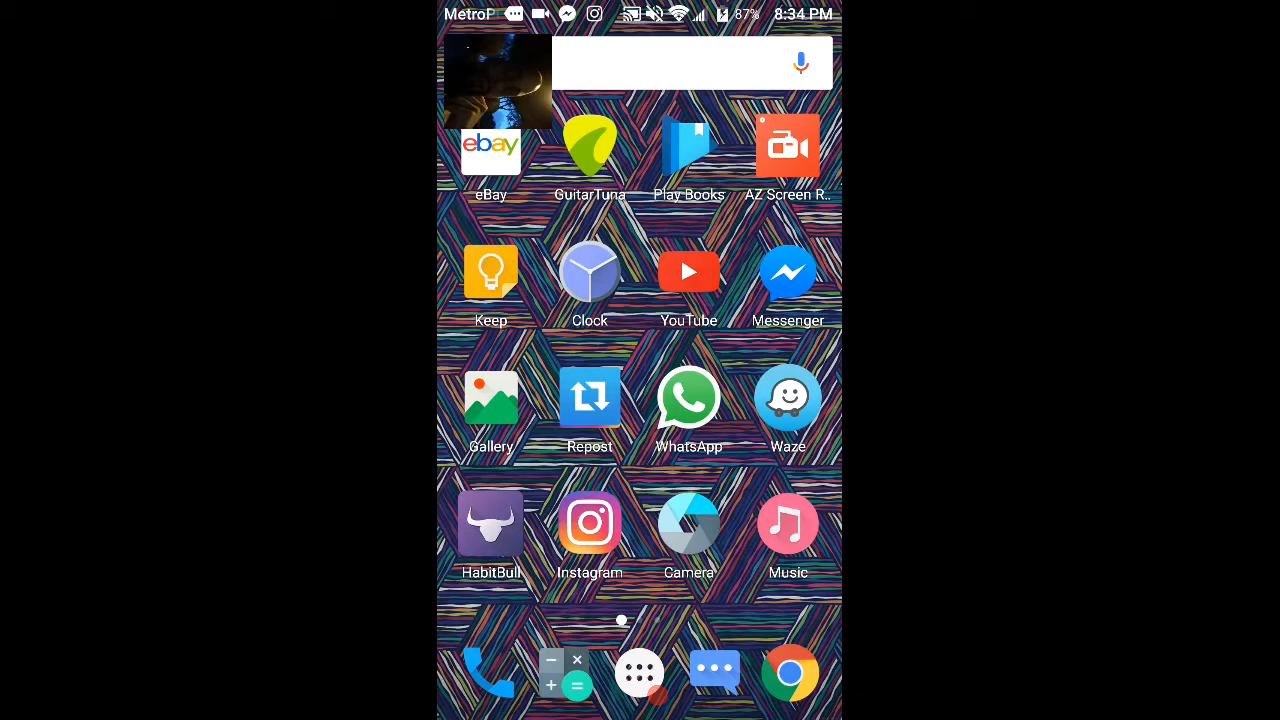 MetroP 87% 8:34 PM
ebay
eBay GuitarTuna Play Books AZ Screen R..
Keep Clock YouTube Messenger
Gallery Repost WhatsApp Waze
HabitBull Instagram Camera Music